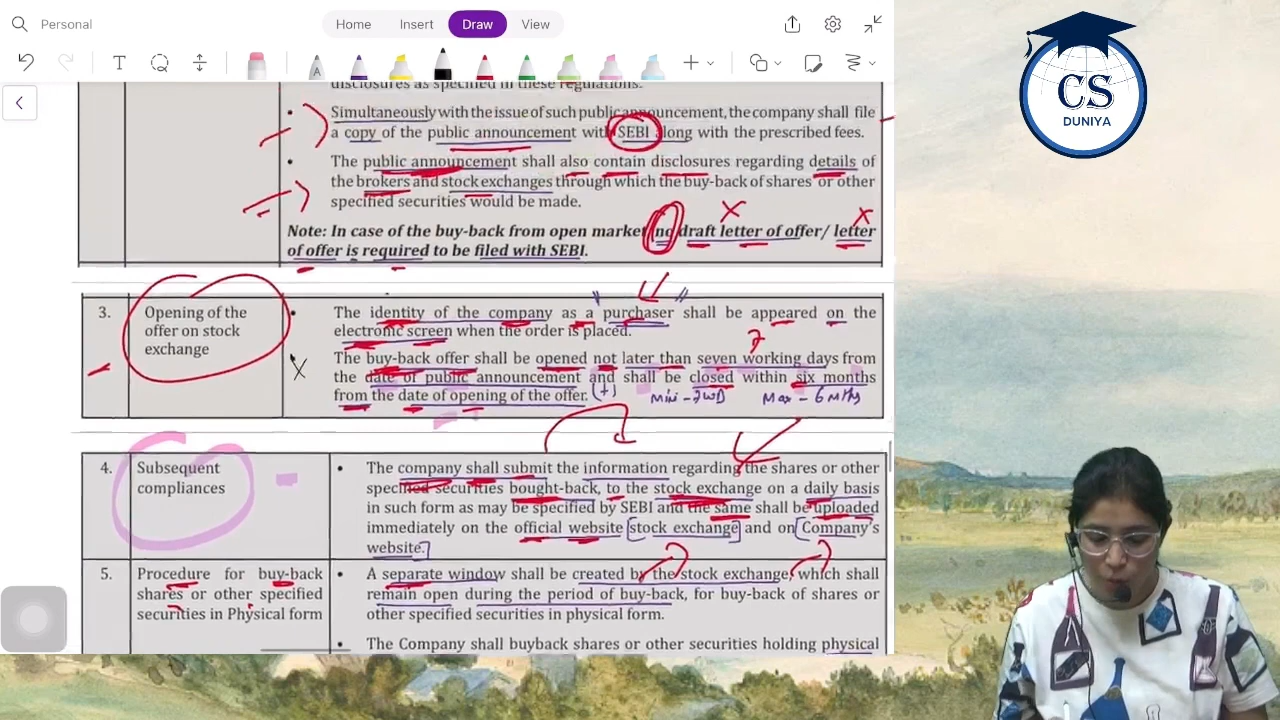 Personal
Home Insert Draw View
T
A
CS
DUNIYA
disclosures as specified in these regulations.
• Simultaneously with the issue of such public announcement, the company shall file
a copy of the public announcement with SEBI along with the prescribed fees.
• The public announcement shall also contain disclosures regarding details of
the brokers and stock exchanges through which the buy-back of shares or other
specified securities would be made.
Note: In case of the buy-back from open market no draft letter of offer/ letter
of offer is required to be filed with SEBI.
3. Opening of the
offer on stock
exchange
• The identity of the company as a purchaser shall be appeared on the
electronic screen when the order is placed.
7
The buy-back offer shall be opened not later than seven working days from
the date of public announcement and shall be closed within six months
from the date of opening of the offer.
Mini - 7WD Max - 6 Mths
4. Subsequent
compliances
• The company shall submit the information regarding the shares or other
specified securities bought-back, to the stock exchange on a daily basis
in such form as may be specified by SEBI and the same shall be uploaded
immediately on the official website [stock exchange] and on [Company's
website.]
5. Procedure for buy-back
shares or other specified
securities in Physical form
• A separate window shall be created by the stock exchange, which shall
remain open during the period of buy-back, for buy-back of shares or
other specified securities in physical form.
• The Company shall buyback shares or other securities holding physical